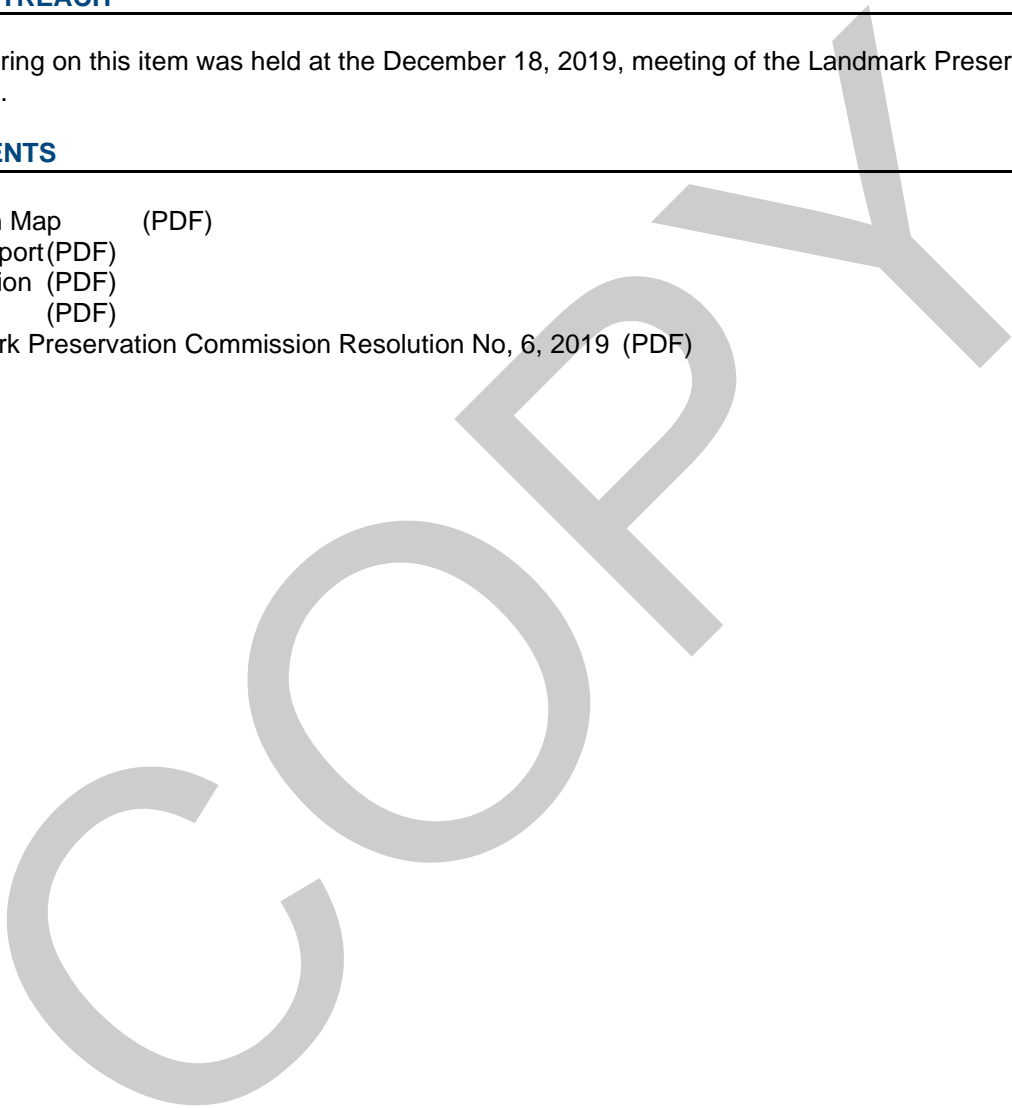 TREACH
ring on this item was held at the December 18, 2019, meeting of the Landmark Preser
.
ENTS
n Map (PDF)
port (PDF)
ion (PDF)
(PDF)
rk Preservation Commission Resolution No, 6, 2019 (PDF)
COPY